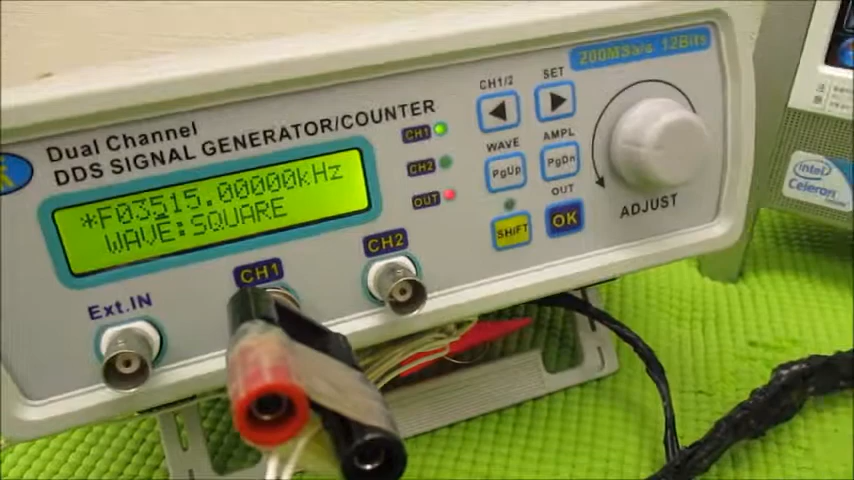 200MSa/s 12Bits
Dual Channel
DDS SIGNAL GENERATOR/COUNTER
CH1/2
SET
CH1
WAVE
AMPL
CH2
PgUp
PgDn
OUT
OUT
SHIFT
OK
ADJUST
*F03515.00000kHz
WAVE:SQUARE
Ext.IN
CH1
CH2
intel
Celeron